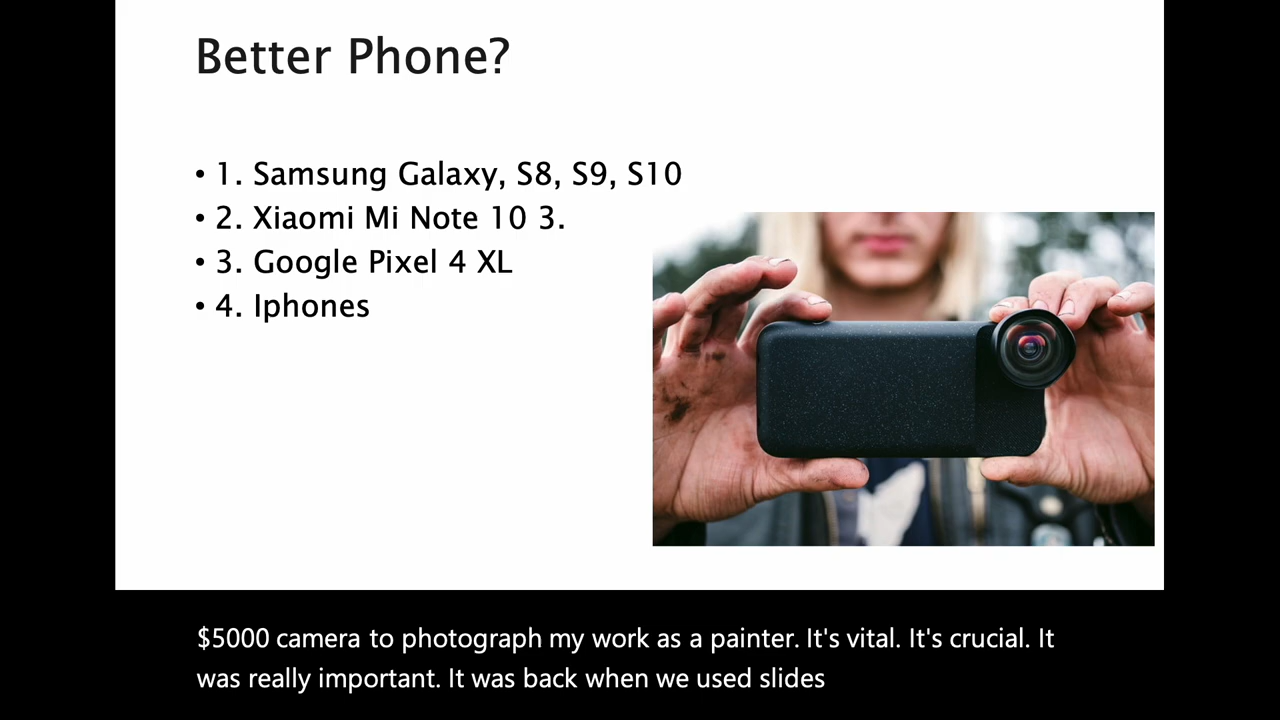 Better Phone?
• 1. Samsung Galaxy, S8, S9, S10
• 2. Xiaomi Mi Note 10 3.
• 3. Google Pixel 4 XL
• 4. Iphones
$5000 camera to photograph my work as a painter. It's vital. It's crucial. It
was really important. It was back when we used slides